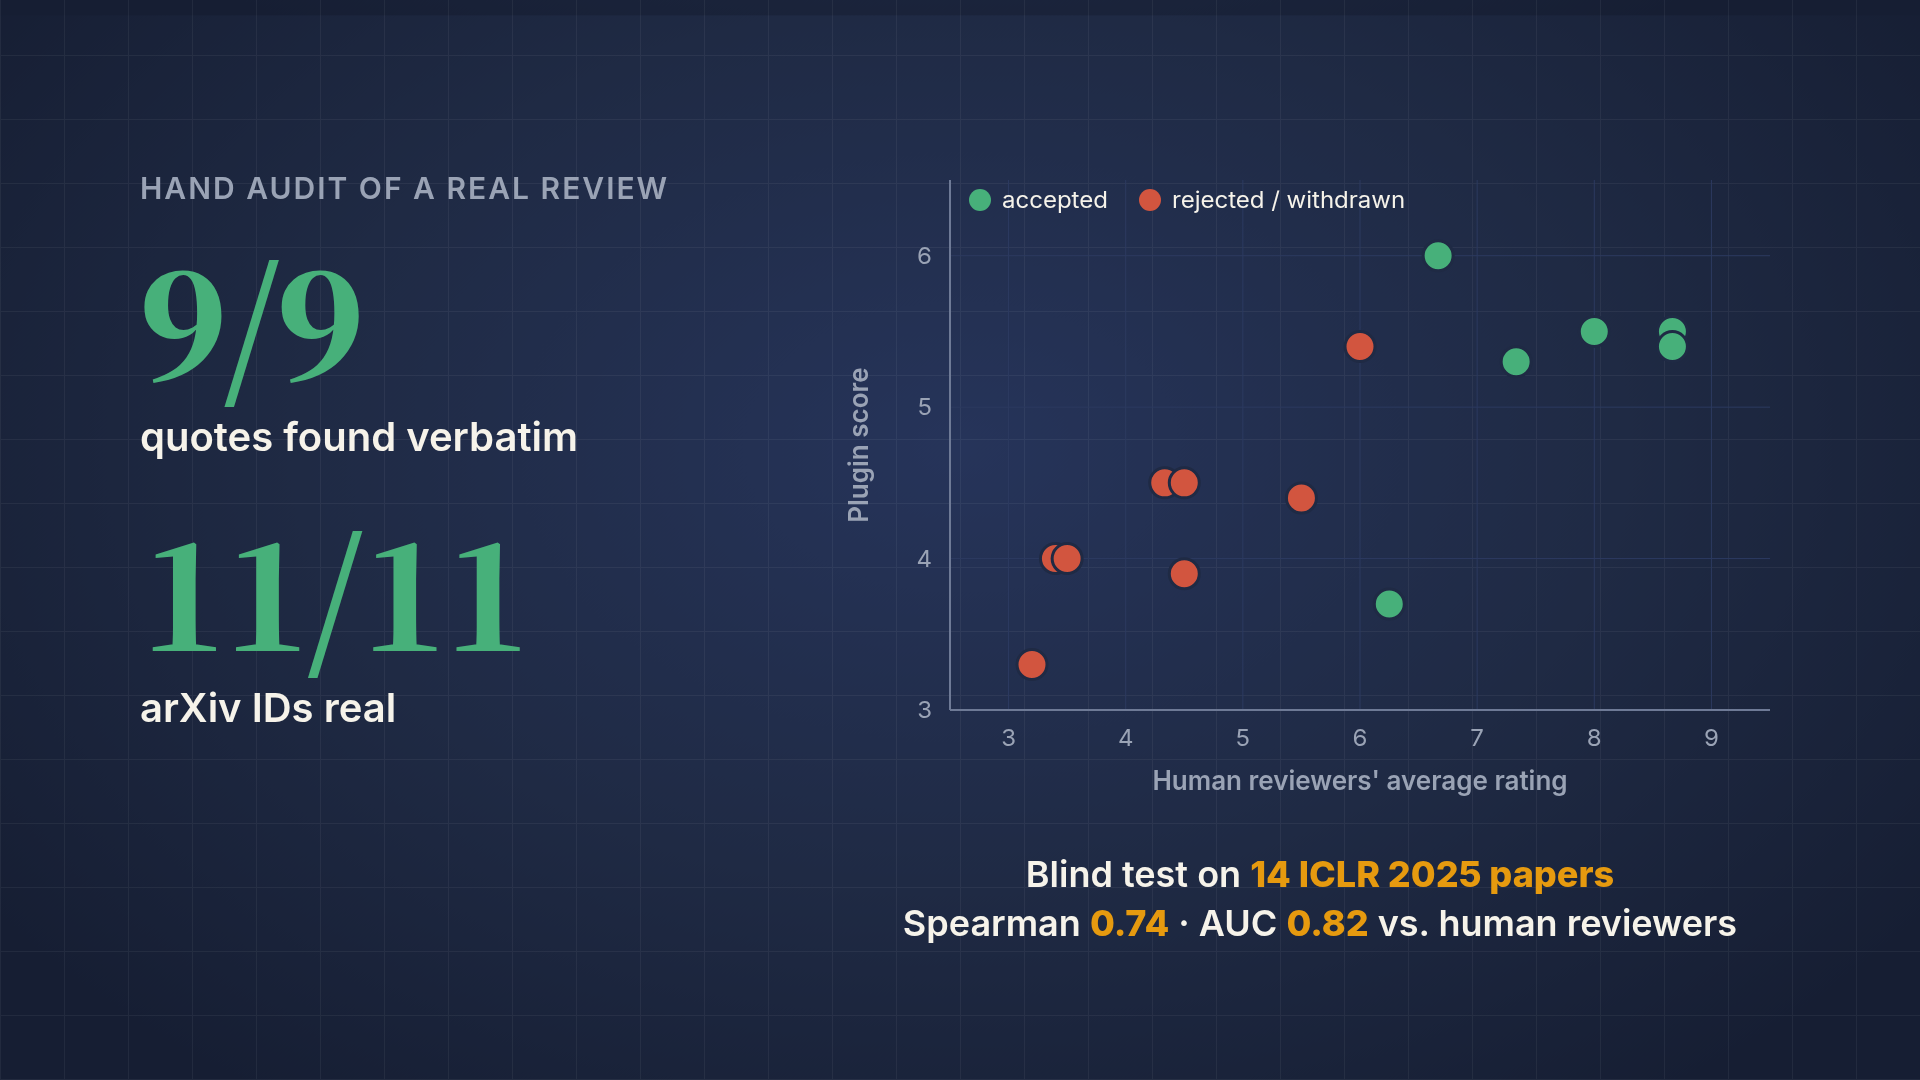 HAND AUDIT OF A REAL REVIEW
9/9
quotes found verbatim
11/11
arXiv IDs real
accepted
rejected / withdrawn
Plugin score
6
5
4
3
3 4 5 6 7 8 9
Human reviewers' average rating
Blind test on 14 ICLR 2025 papers
Spearman 0.74 · AUC 0.82 vs. human reviewers